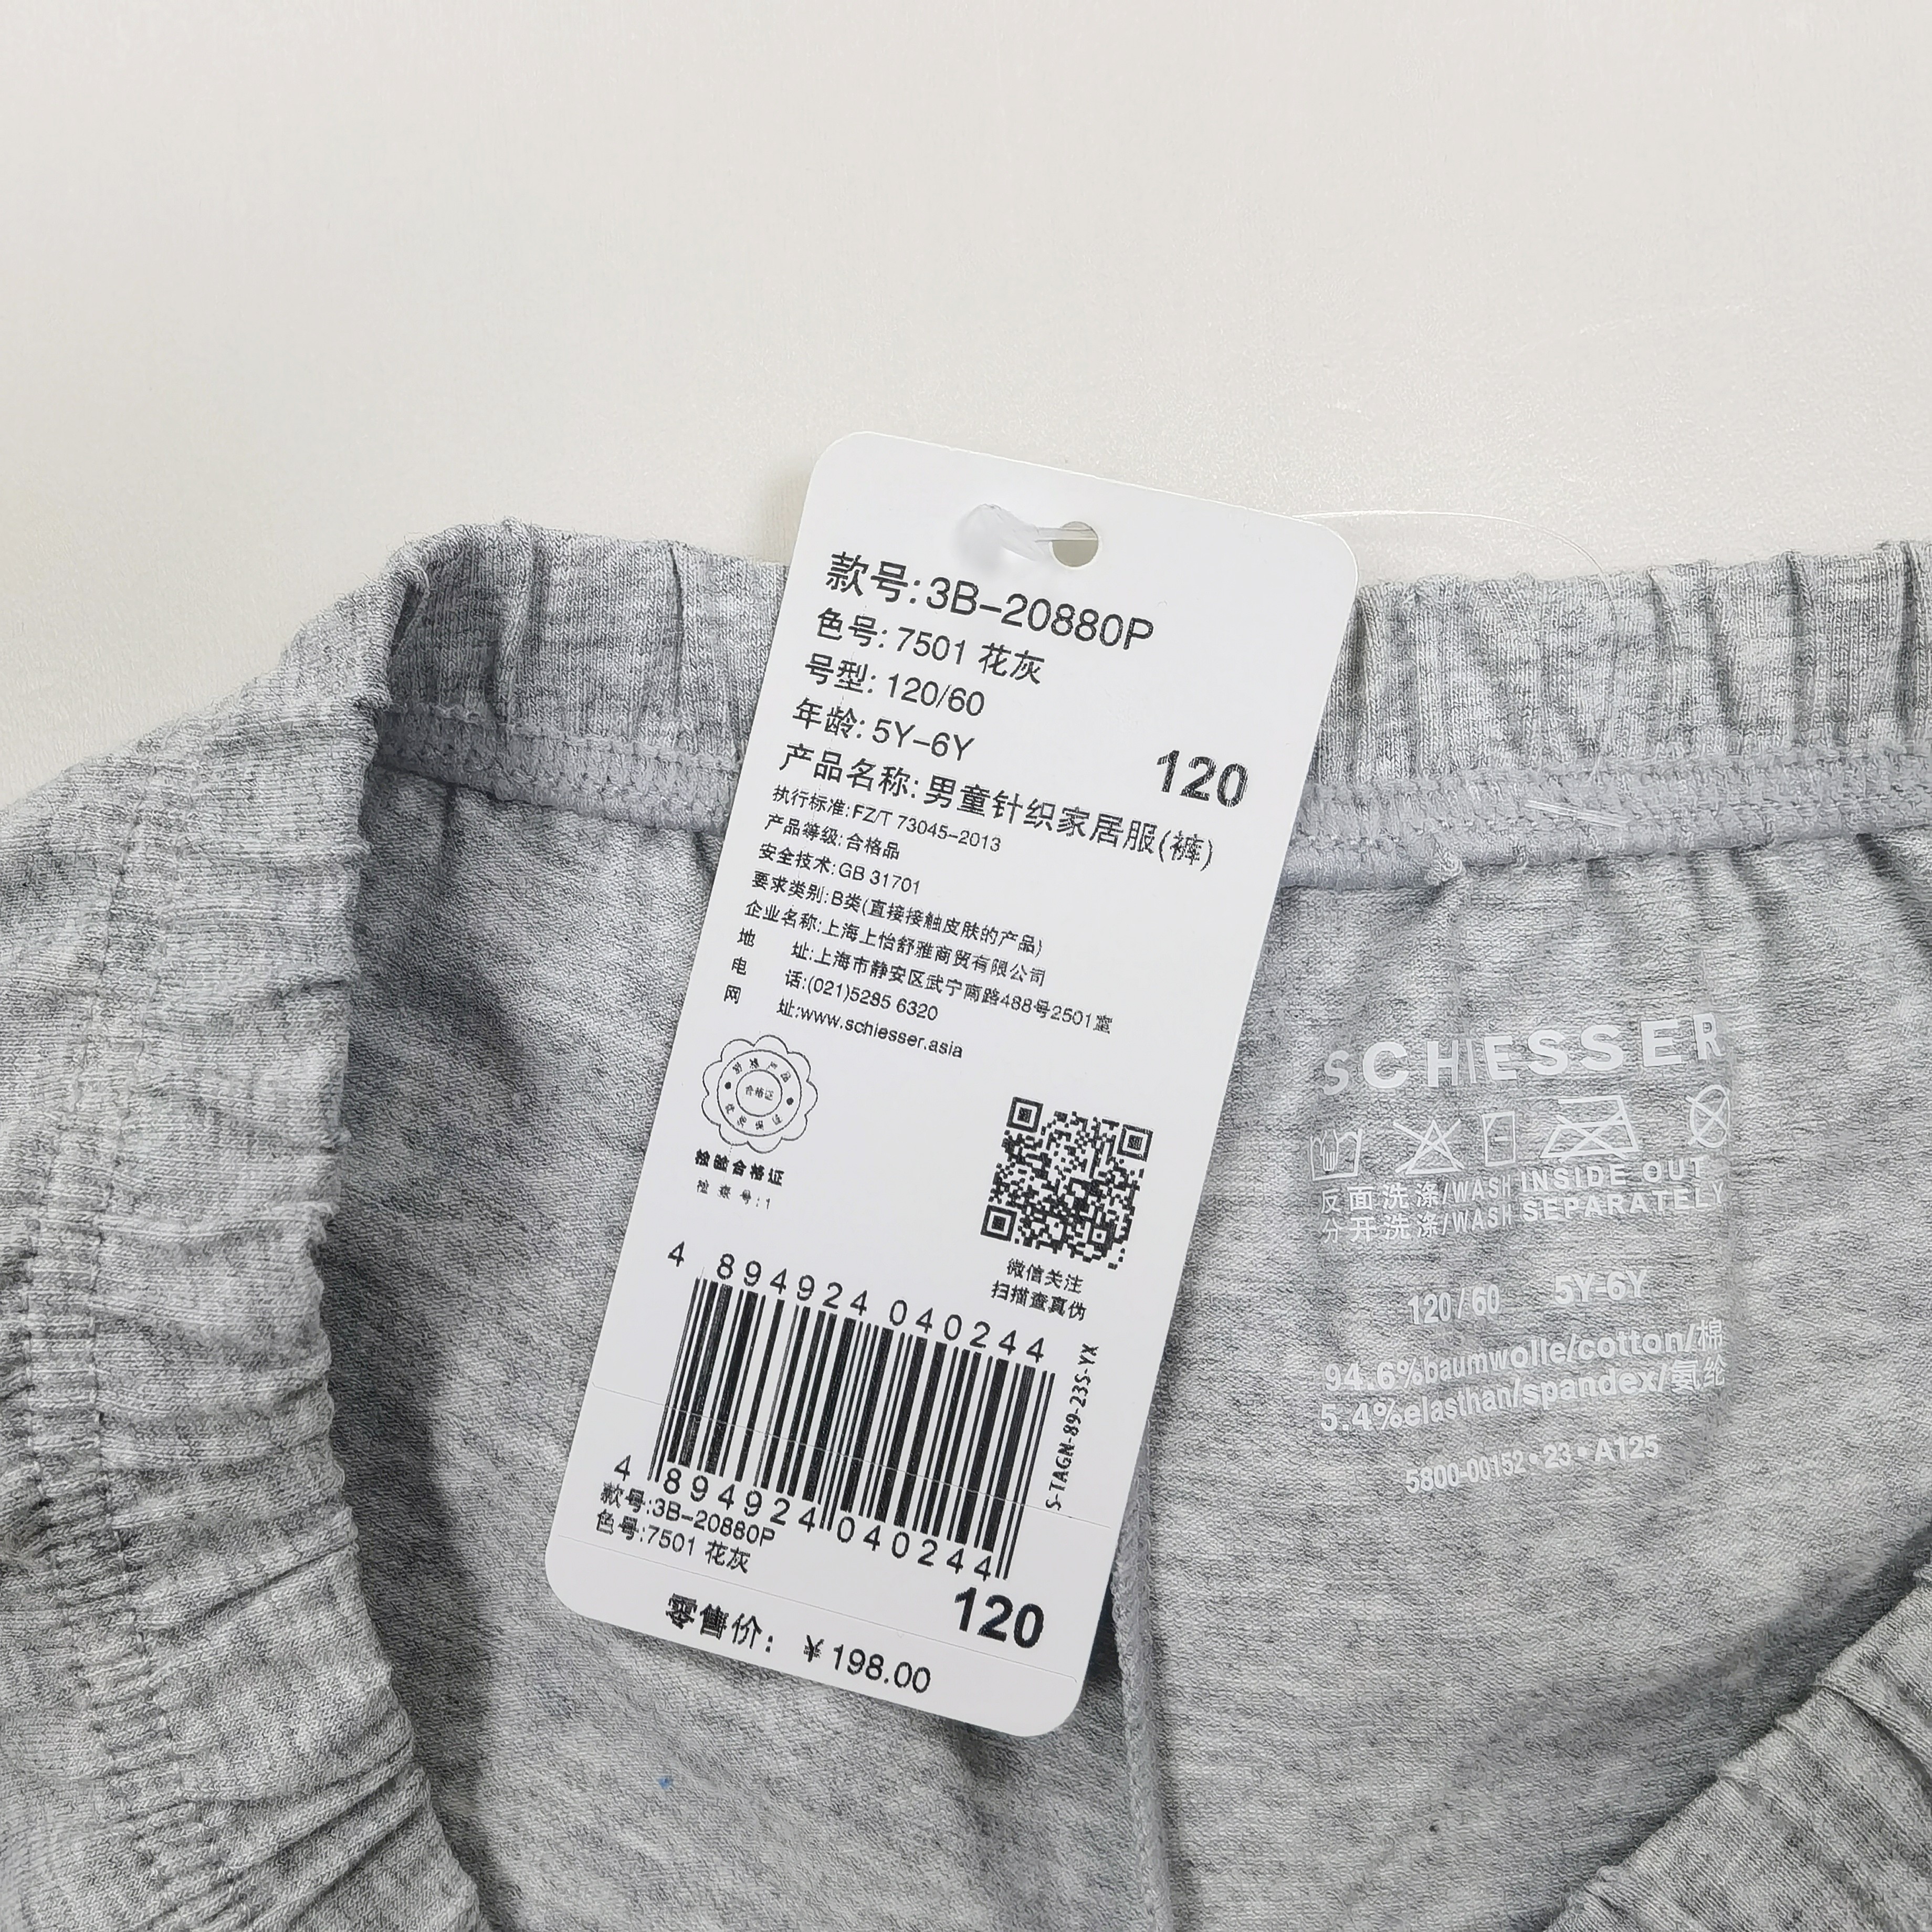 款号:3B-20880P
色号:7501 花灰
号型:120/60
年龄:5Y-6Y
120
产品名称:男童针织家居服(裤)
执行标准:FZ/T 73045-2013
产品等级:合格品
安全技术:GB 31701
要求类别:B类(直接接触皮肤的产品)
企业名称:上海上怡舒雅商贸有限公司
地 址:上海市静安区武宁南路488号2501室
电 话:(021)5285 6320
网 址:www.schiesser.asia
合格证
检验合格证
检察号:1
微信关注
扫描查真伪
4 894924 040244
S-TAGN-89-23S-YX
4 894924 040244
款号:3B-20880P
色号:7501 花灰
120
零售价: ¥198.00
SCHIESSER
反面洗涤/WASH INSIDE OUT
分开洗涤/WASH SEPARATELY
120/60 5Y-6Y
94.6%baumwolle/cotton/棉
5.4%elasthan/spandex/氨纶
5800-00152•23•A125